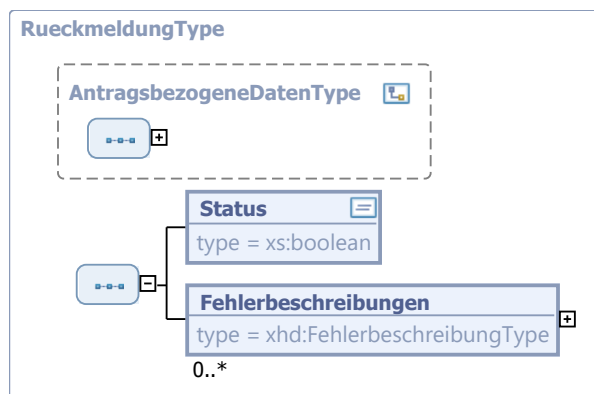 RueckmeldungType
AntragsbezogeneDatenType
Status
type = xs:boolean
Fehlerbeschreibungen
type = xhd:FehlerbeschreibungType
0..*